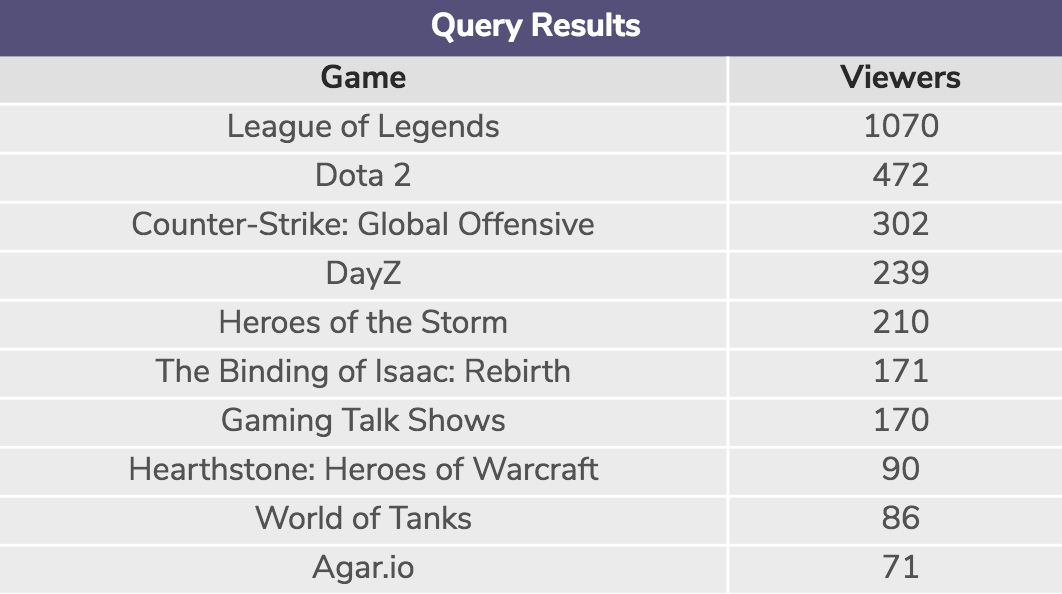 Query Results
Game Viewers
League of Legends 1070
Dota 2 472
Counter-Strike: Global Offensive 302
DayZ 239
Heroes of the Storm 210
The Binding of Isaac: Rebirth 171
Gaming Talk Shows 170
Hearthstone: Heroes of Warcraft 90
World of Tanks 86
Agar.io 71